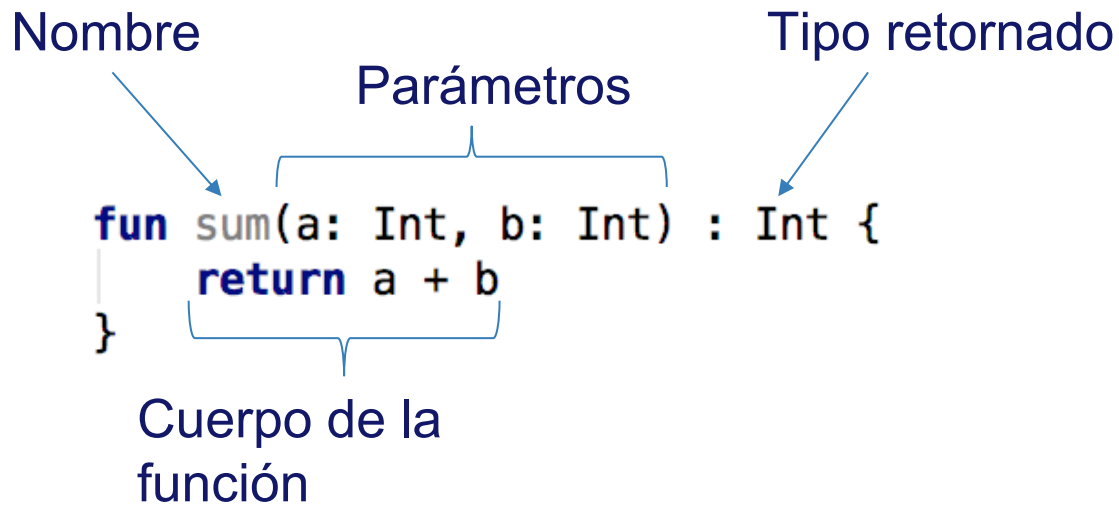 Nombre
Tipo retornado
Parámetros
fun sum(a: Int, b: Int) : Int {
return a + b
}
Cuerpo de la
función